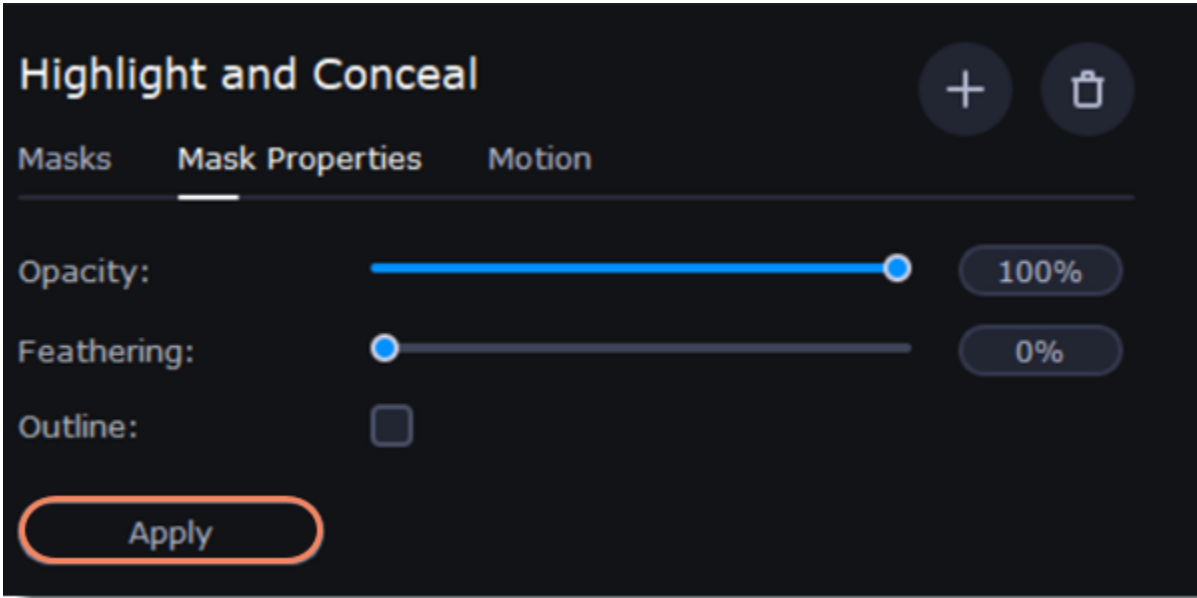 Highlight and Conceal
Masks Mask Properties Motion
Opacity: 100%
Feathering: 0%
Outline:
Apply